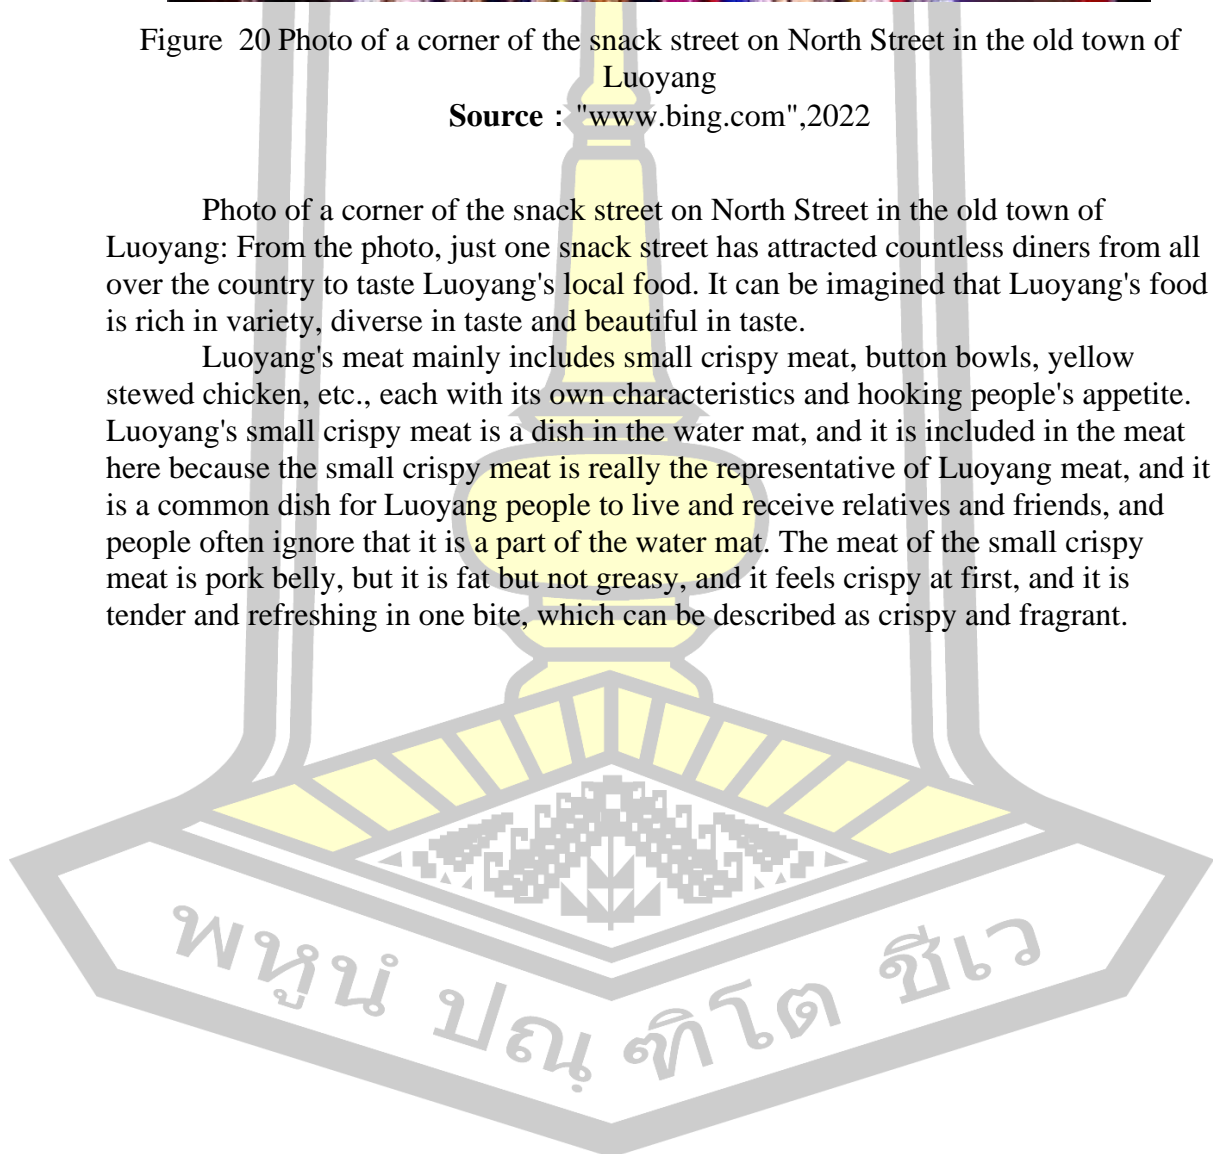 Figure  20 Photo of a corner of the snack street on North Street in the old town of
Luoyang
Source："www.bing.com",2022
Photo of a corner of the snack street on North Street in the old town of
Luoyang: From the photo, just one snack street has attracted countless diners from all
over the country to taste Luoyang's local food. It can be imagined that Luoyang's food
is rich in variety, diverse in taste and beautiful in taste.
Luoyang's meat mainly includes small crispy meat, button bowls, yellow
stewed chicken, etc., each with its own characteristics and hooking people's appetite.
Luoyang's small crispy meat is a dish in the water mat, and it is included in the meat
here because the small crispy meat is really the representative of Luoyang meat, and it
is a common dish for Luoyang people to live and receive relatives and friends, and
people often ignore that it is a part of the water mat. The meat of the small crispy
meat is pork belly, but it is fat but not greasy, and it feels crispy at first, and it is
tender and refreshing in one bite, which can be described as crispy and fragrant.
พหูนํ ปณฺฑิโต ชีเว